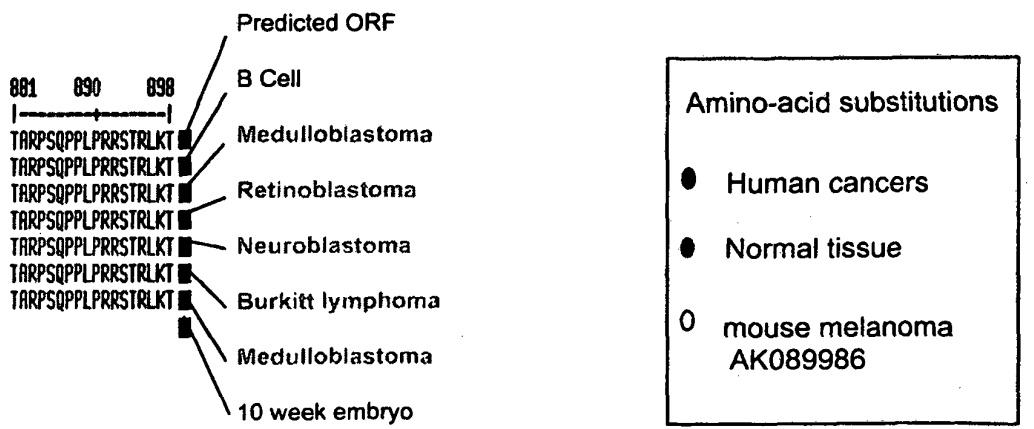 Predicted ORF
881 890 898
B Cell
TARPSQPPLPRRSTRLKT
Medulloblastoma
TARPSQPPLPRRSTRLKT
TARPSQPPLPRRSTRLKT
Retinoblastoma
TARPSQPPLPRRSTRLKT
Neuroblastoma
TARPSQPPLPRRSTRLKT
TARPSQPPLPRRSTRLKT
Burkitt lymphoma
TARPSQPPLPRRSTRLKT
Medulloblastoma
10 week embryo
Amino-acid substitutions
Human cancers
Normal tissue
mouse melanoma
AK089986